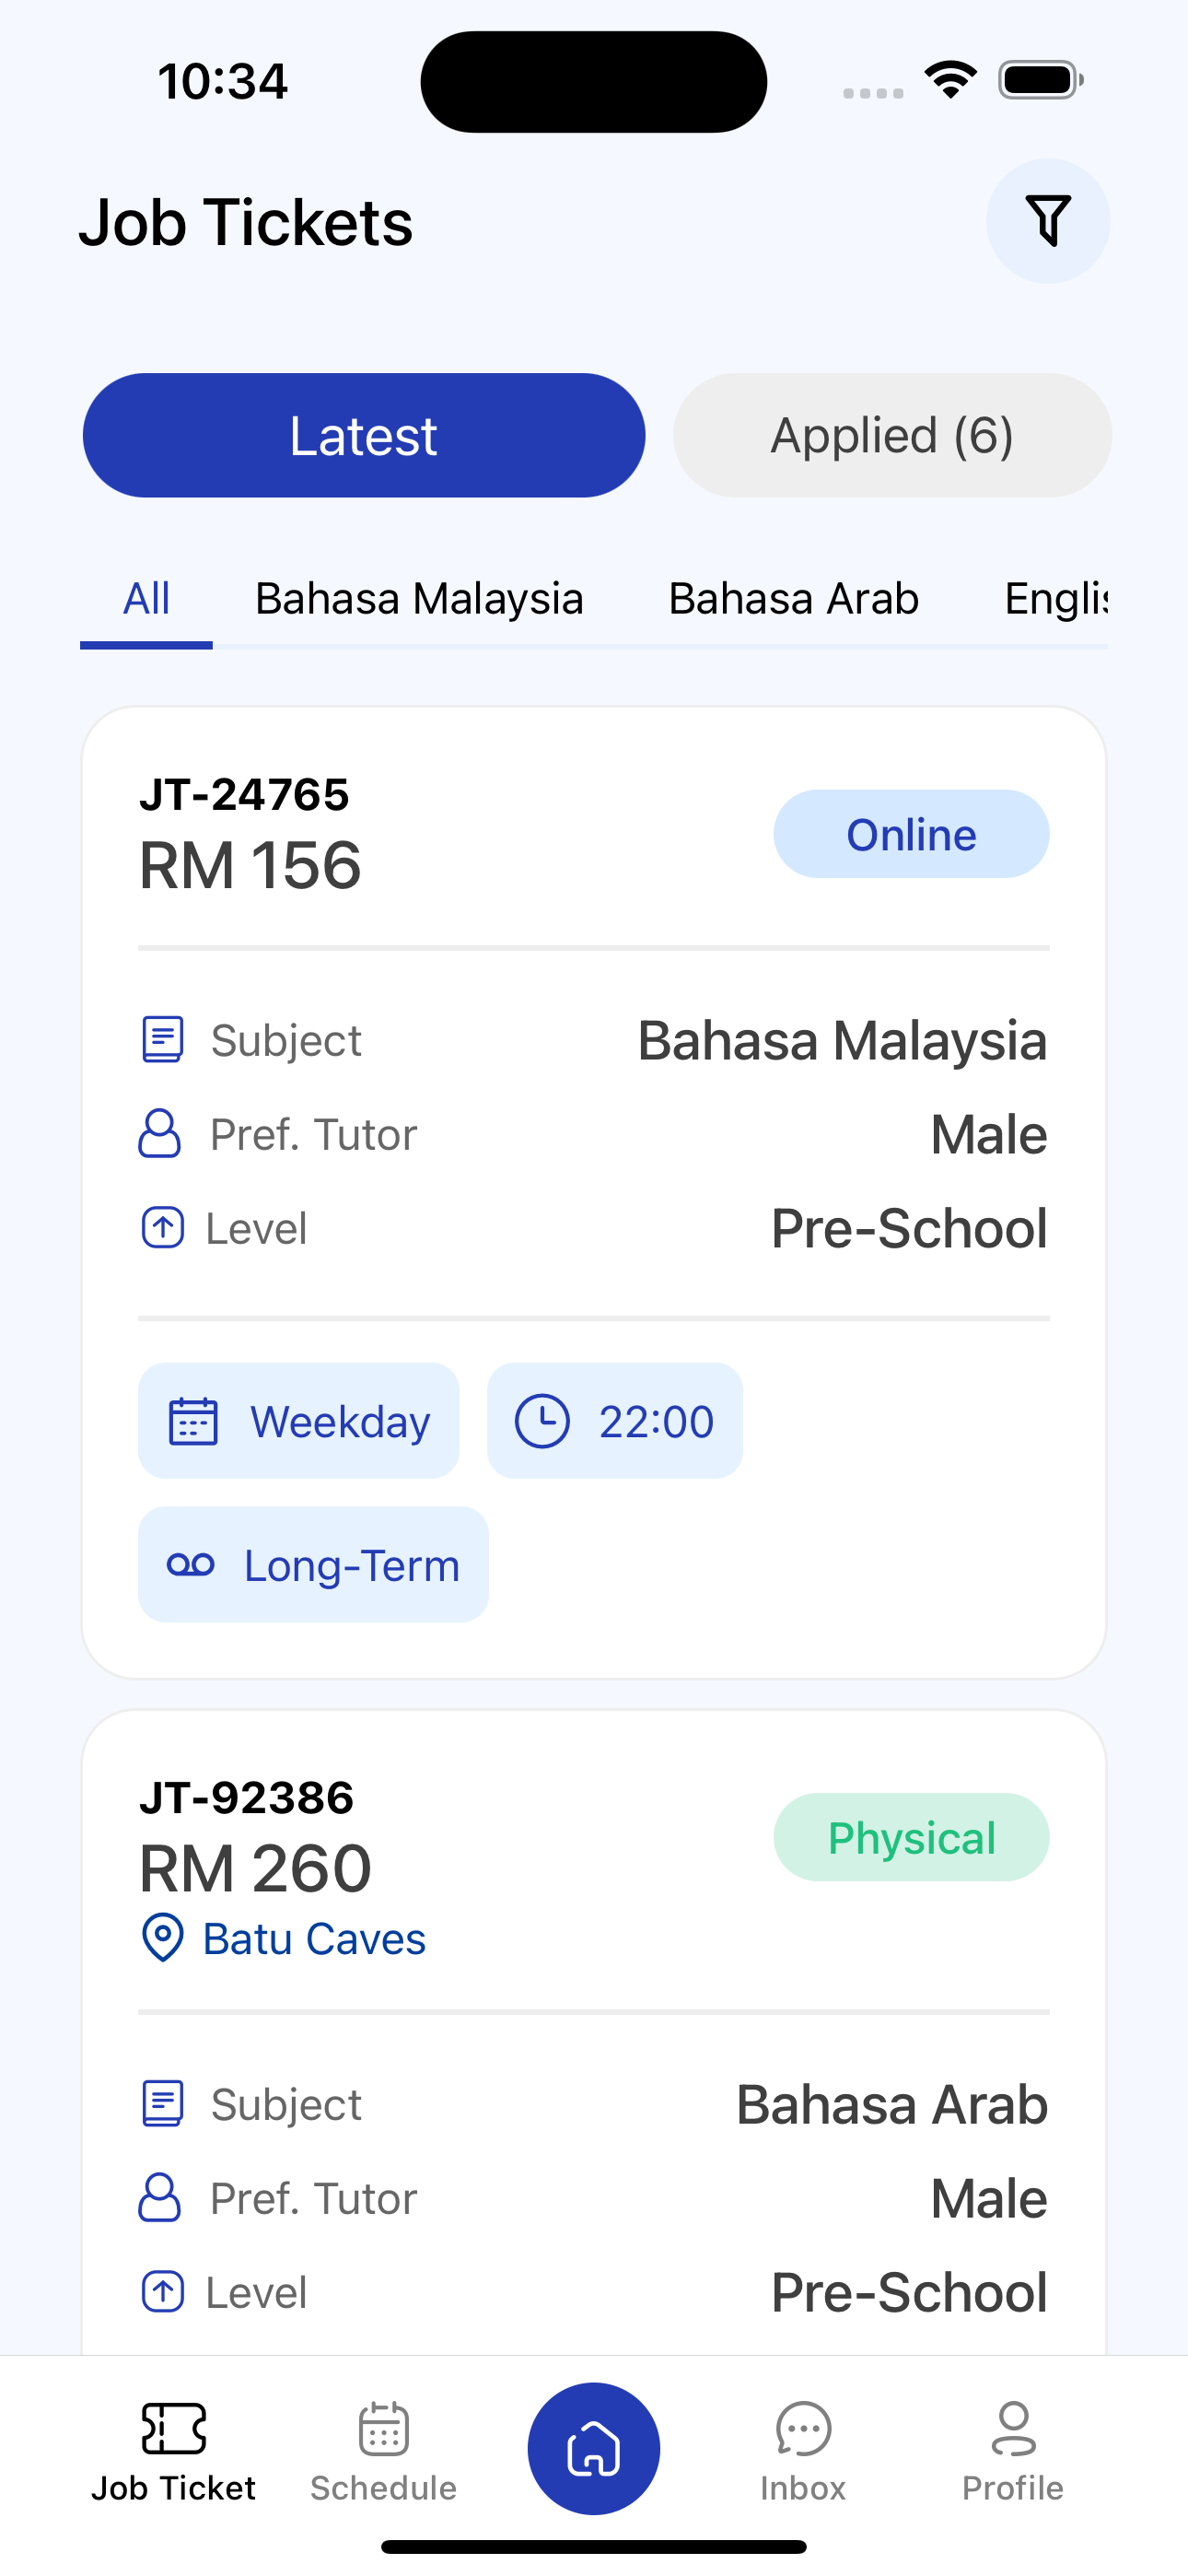 10:34
Job Tickets
Latest
Applied (6)
All Bahasa Malaysia Bahasa Arab Englis
JT-24765
RM 156
Online
Subject Bahasa Malaysia
Pref. Tutor Male
Level Pre-School
Weekday 22:00
Long-Term
JT-92386
RM 260
Physical
Batu Caves
Subject Bahasa Arab
Pref. Tutor Male
Level Pre-School
Job Ticket Schedule Inbox Profile